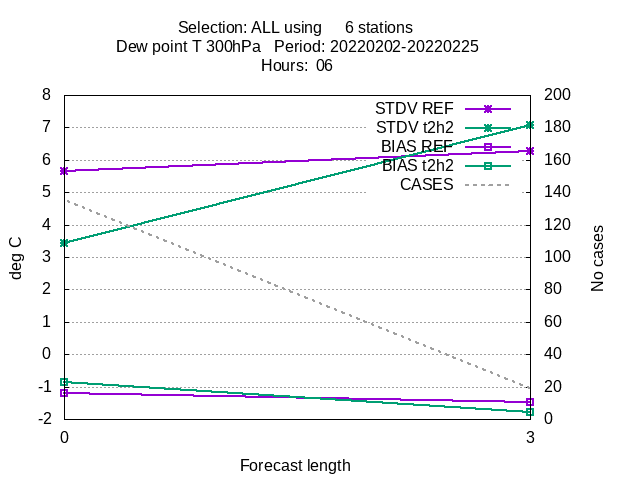 Selection: ALL using     6 stations
Dew point T 300hPa   Period: 20220202-20220225
Hours:  06
8 200
7 180
6 160
5 140
4 120
3 100
2 80
1 60
0 40
-1 20
-2 0
STDV REF
STDV t2h2
BIAS REF
BIAS t2h2
CASES
deg C
No cases
0 3
Forecast length